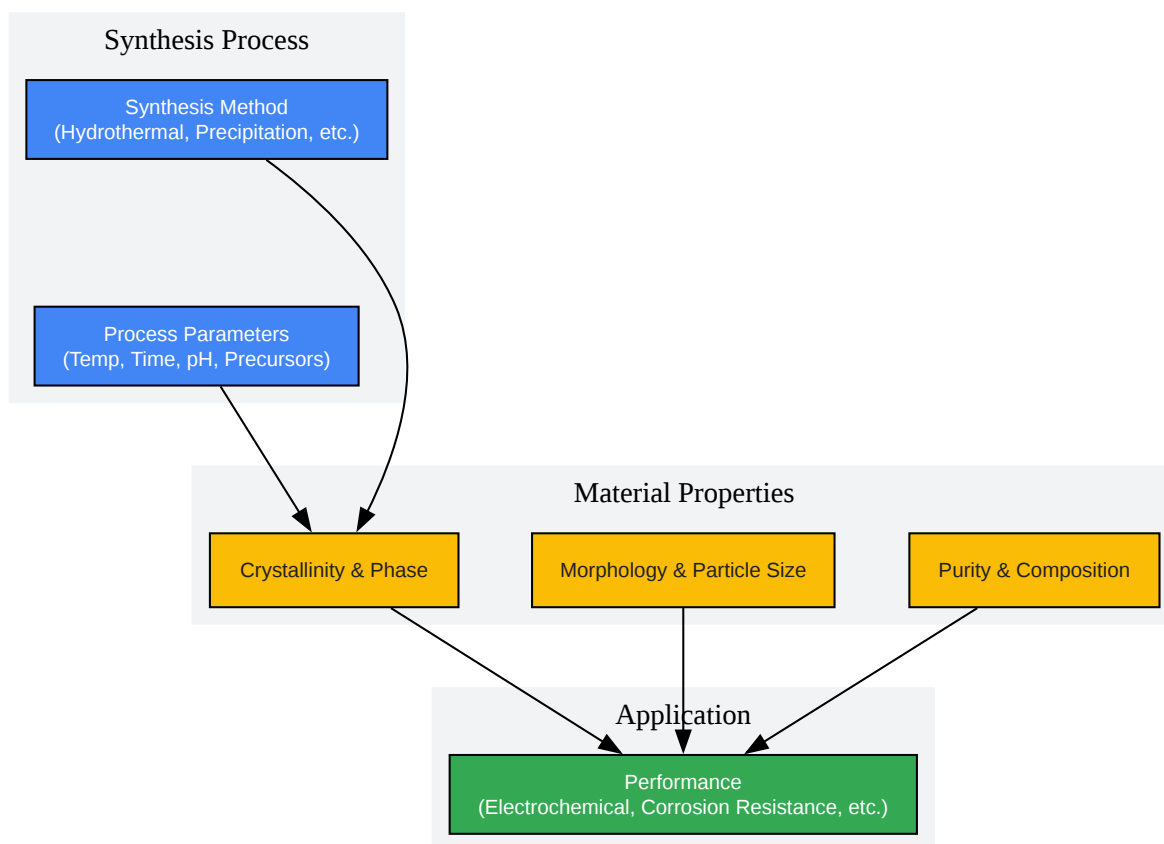 Synthesis Process
Synthesis Method
(Hydrothermal, Precipitation, etc.)
Process Parameters
(Temp, Time, pH, Precursors)
Material Properties
Crystallinity & Phase
Morphology & Particle Size
Purity & Composition
Application
Performance
(Electrochemical, Corrosion Resistance, etc.)